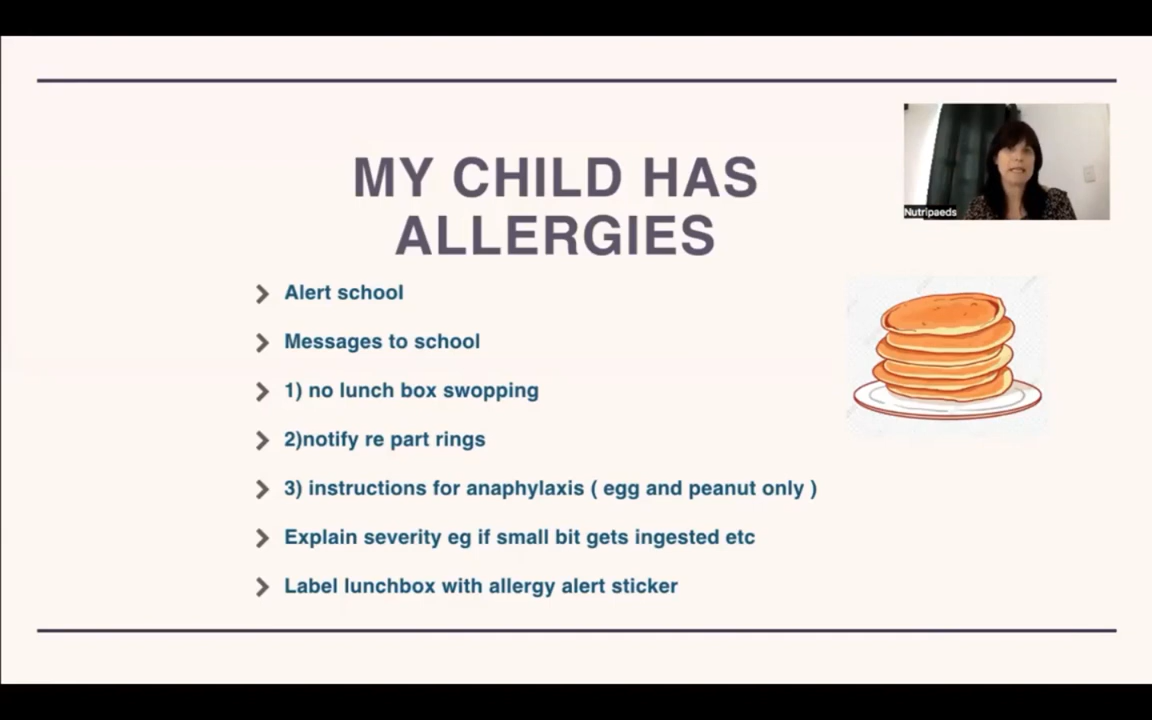 MY CHILD HAS
ALLERGIES
Nutripaeds
Alert school
Messages to school
1) no lunch box swopping
2)notify re part rings
3) instructions for anaphylaxis ( egg and peanut only )
Explain severity eg if small bit gets ingested etc
Label lunchbox with allergy alert sticker